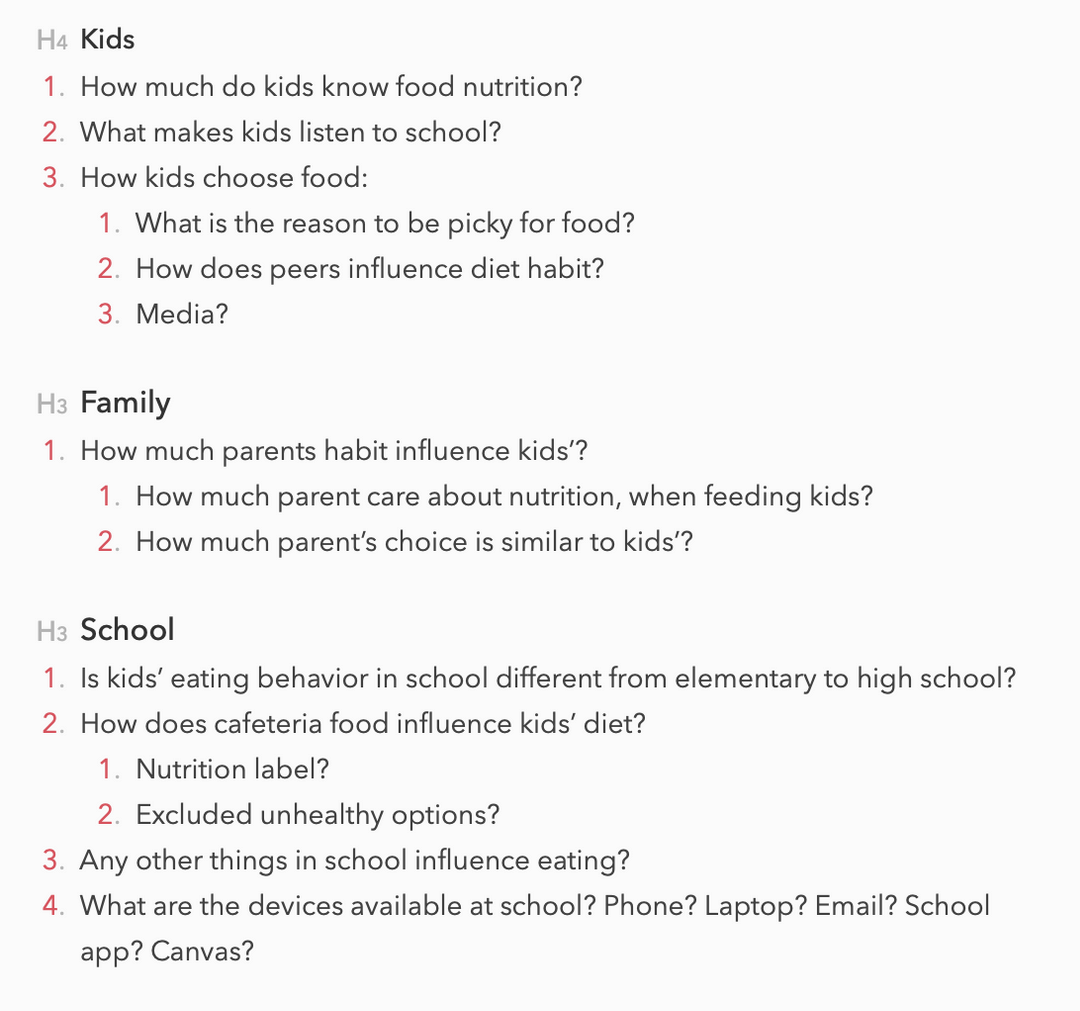 H4 Kids
1. How much do kids know food nutrition?
2. What makes kids listen to school?
3. How kids choose food:
1. What is the reason to be picky for food?
2. How does peers influence diet habit?
3. Media?
H3 Family
1. How much parents habit influence kids’?
1. How much parent care about nutrition, when feeding kids?
2. How much parent’s choice is similar to kids’?
H3 School
1. Is kids’ eating behavior in school different from elementary to high school?
2. How does cafeteria food influence kids’ diet?
1. Nutrition label?
2. Excluded unhealthy options?
3. Any other things in school influence eating?
4. What are the devices available at school? Phone? Laptop? Email? School
app? Canvas?